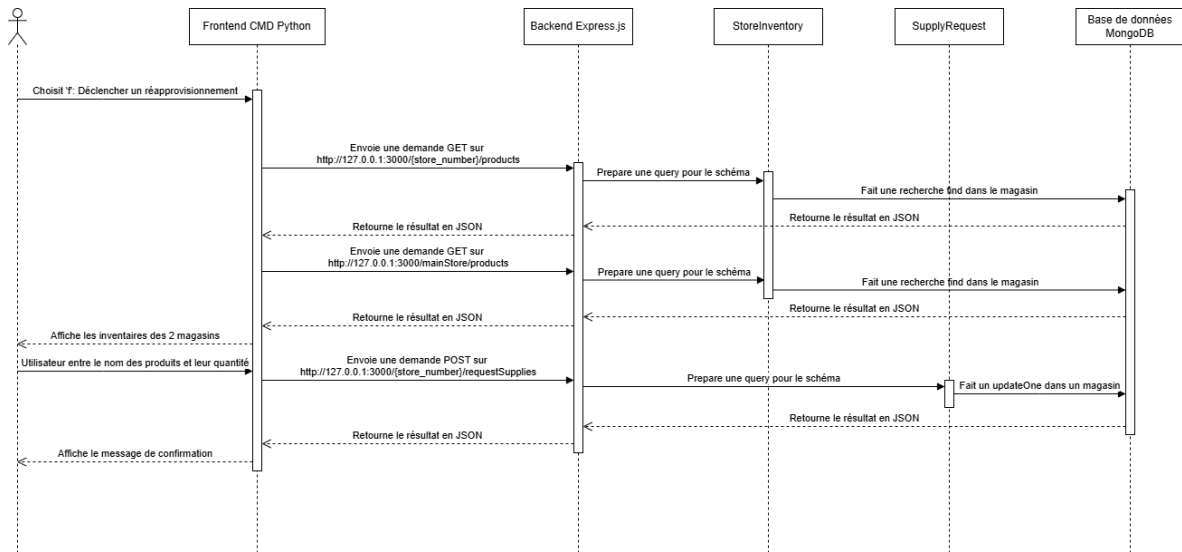 Frontend CMD Python
Backend Express.js
StoreInventory
SupplyRequest
Base de données
MongoDB
Choisit 'f': Déclencher un réapprovisionnement
Envoie une demande GET sur
http://127.0.0.1:3000/{store_number}/products
Prepare une query pour le schéma
Fait une recherche find dans le magasin
Retourne le résultat en JSON
Retourne le résultat en JSON
Envoie une demande GET sur
http://127.0.0.1:3000/mainStore/products
Prepare une query pour le schéma
Fait une recherche find dans le magasin
Retourne le résultat en JSON
Retourne le résultat en JSON
Affiche les inventaires des 2 magasins
Utilisateur entre le nom des produits et leur quantité
Envoie une demande POST sur
http://127.0.0.1:3000/{store_number}/requestSupplies
Prepare une query pour le schéma
Fait un updateOne dans un magasin
Retourne le résultat en JSON
Retourne le résultat en JSON
Affiche le message de confirmation